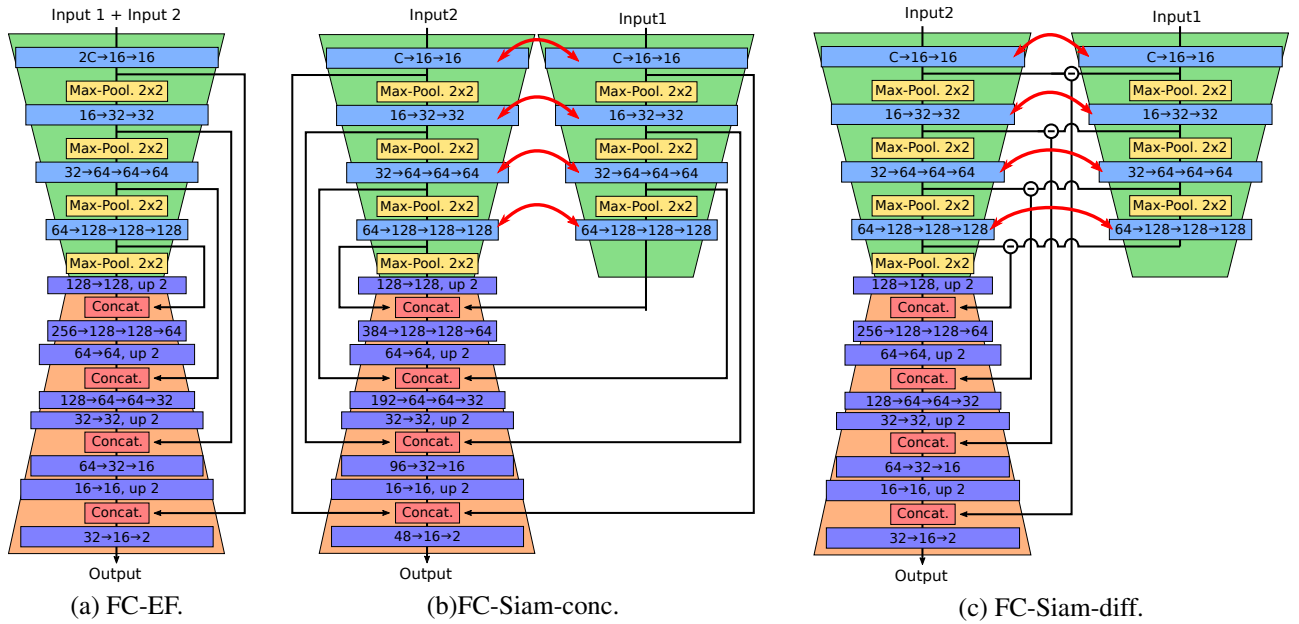 Input 1 + Input 2
2C→16→16
Max-Pool. 2x2
16→32→32
Max-Pool. 2x2
32→64→64→64
Max-Pool. 2x2
64→128→128→128
Max-Pool. 2x2
128→128, up 2
Concat.
256→128→128→64
64→64, up 2
Concat.
128→64→64→32
32→32, up 2
Concat.
64→32→16
16→16, up 2
Concat.
32→16→2
Output
(a) FC-EF.
Input2
C→16→16
Max-Pool. 2x2
16→32→32
Max-Pool. 2x2
32→64→64→64
Max-Pool. 2x2
64→128→128→128
Max-Pool. 2x2
128→128, up 2
Concat.
384→128→128→64
64→64, up 2
Concat.
192→64→64→32
32→32, up 2
Concat.
96→32→16
16→16, up 2
Concat.
48→16→2
Output
Input1
C→16→16
Max-Pool. 2x2
16→32→32
Max-Pool. 2x2
32→64→64→64
Max-Pool. 2x2
64→128→128→128
(b)FC-Siam-conc.
Input2
C→16→16
Max-Pool. 2x2
16→32→32
Max-Pool. 2x2
32→64→64→64
Max-Pool. 2x2
64→128→128→128
Max-Pool. 2x2
128→128, up 2
Concat.
256→128→128→64
64→64, up 2
Concat.
128→64→64→32
32→32, up 2
Concat.
64→32→16
16→16, up 2
Concat.
32→16→2
Output
Input1
C→16→16
Max-Pool. 2x2
16→32→32
Max-Pool. 2x2
32→64→64→64
Max-Pool. 2x2
64→128→128→128
(c) FC-Siam-diff.